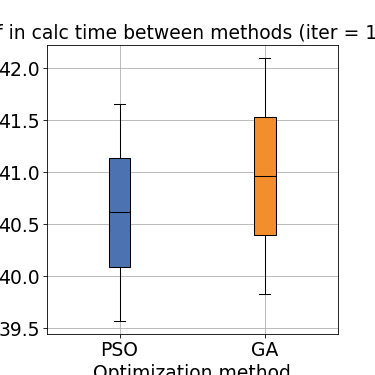 f in calc time between methods (iter = 1
42.0
41.5
41.0
40.5
40.0
39.5
PSO GA
Optimization method